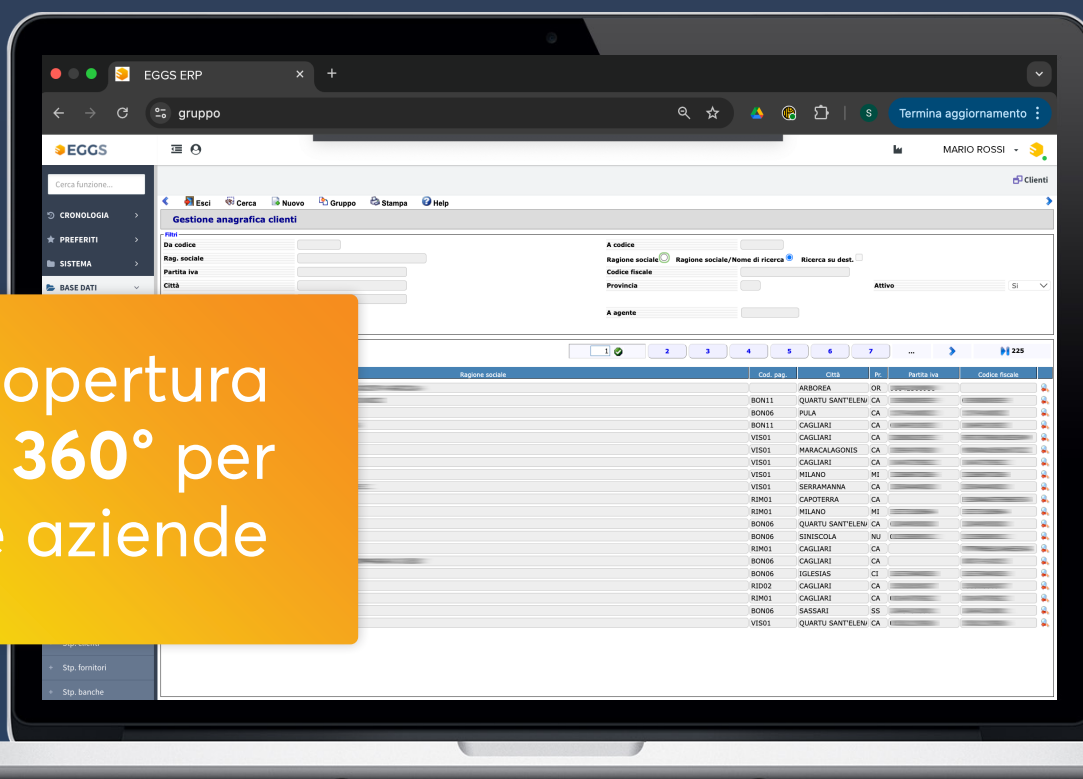 EGGS ERP
gruppo
Termina aggiornamento
S
EGGS
MARIO ROSSI
Cerca funzione...
Clienti
Esci Cerca Nuovo Gruppo Stampa Help
CRONOLOGIA
Gestione anagrafica clienti
PREFERITI
Filtri
Da codice
A codice
Rag. sociale
Ragione sociale Ragione sociale/Nome di ricerca Ricerca su dest.
SISTEMA
Partita iva
Codice fiscale
BASE DATI
Città
Provincia
Attivo
Si
A agente
1 2 3 4 5 6 7 ... 225
Ragione sociale Cod. pag. Città Pr. Partita iva Codice fiscale
ARBOREA OR
BON11 QUARTU SANT'ELEN CA
BON06 PULA CA
BON11 CAGLIARI CA
VIS01 CAGLIARI CA
VIS01 MARACALAGONIS CA
VIS01 CAGLIARI CA
VIS01 MILANO MI
VIS01 SERRAMANNA CA
RIM01 CAPOTERRA CA
RIM01 MILANO MI
BON06 QUARTU SANT'ELEN CA
BON06 SINISCOLA NU
RIM01 CAGLIARI CA
BON06 CAGLIARI CA
BON06 IGLESIAS CI
RID02 CAGLIARI CA
RIM01 CAGLIARI CA
BON06 SASSARI SS
VIS01 QUARTU SANT'ELEN CA
opertura
360° per
e aziende
Stp. clienti
Stp. fornitori
Stp. banche